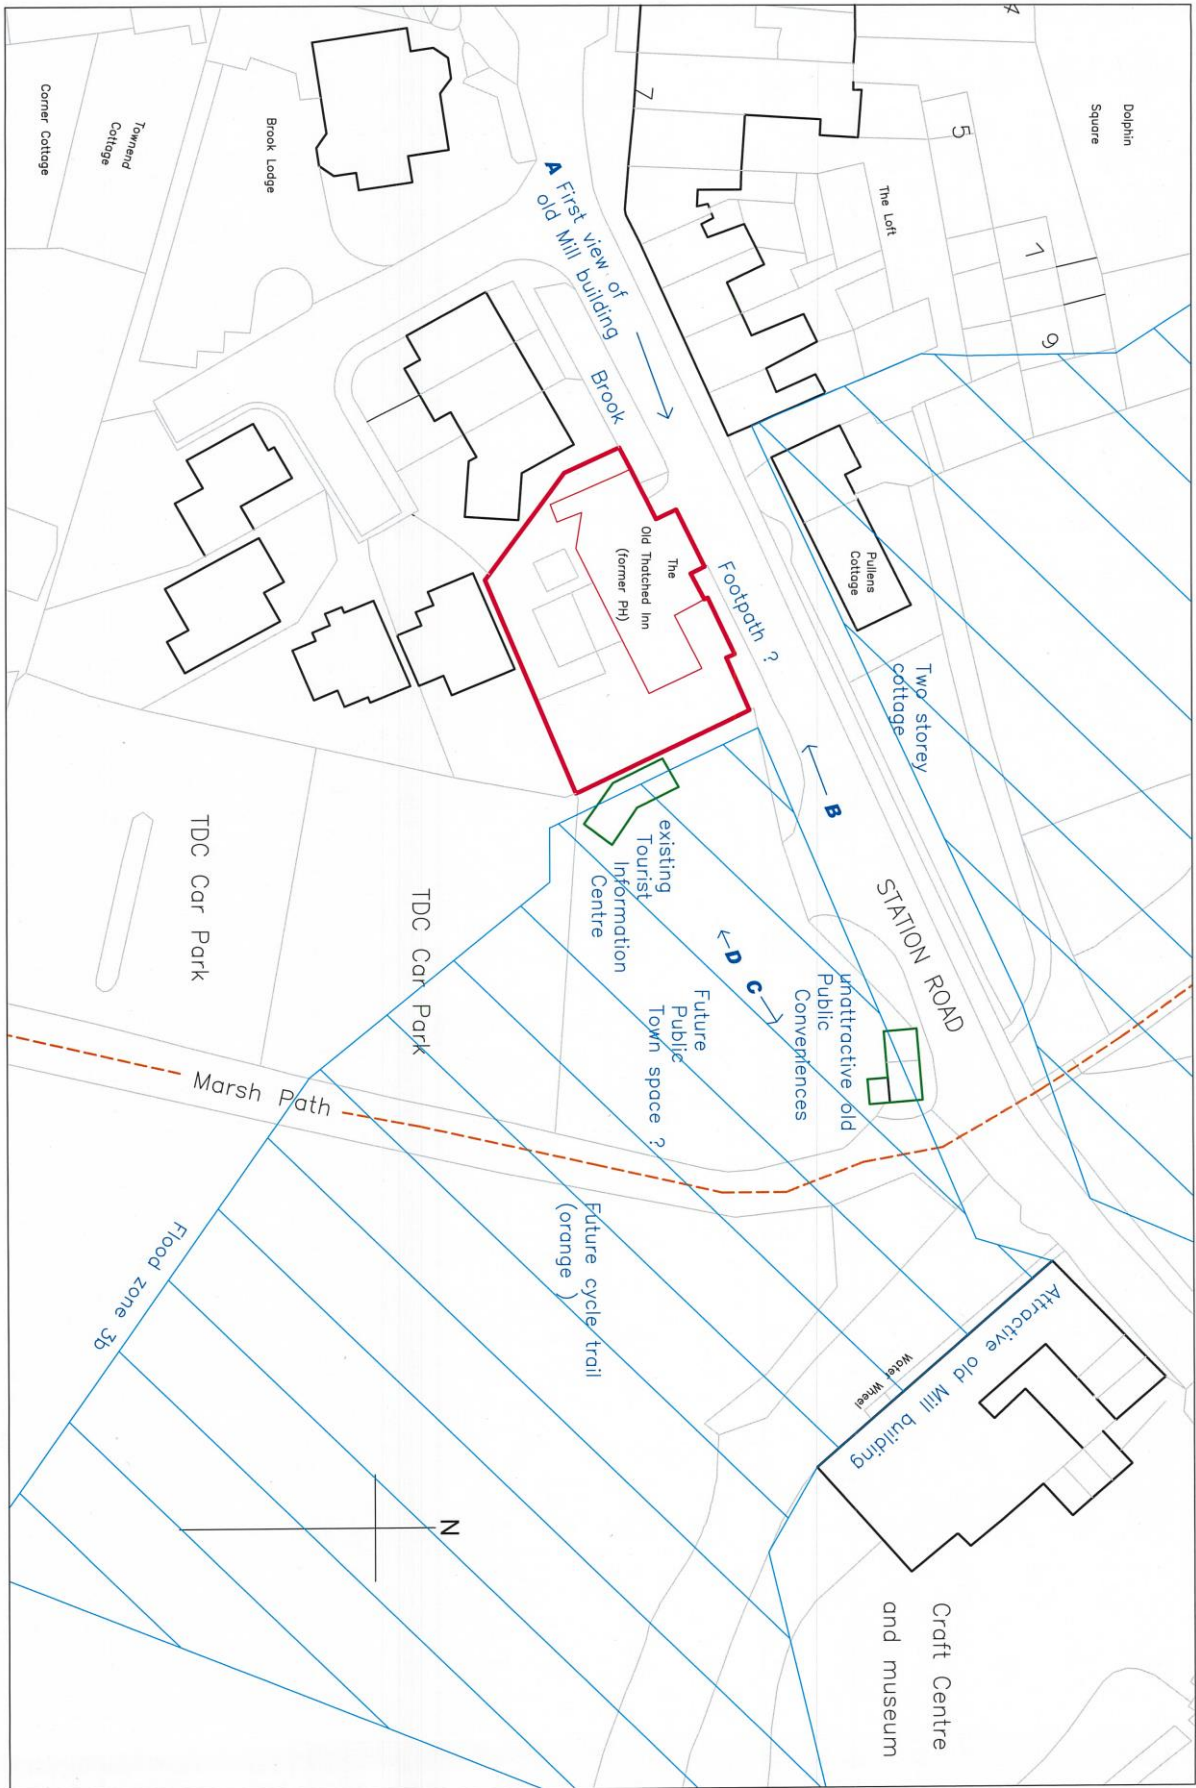 4
Dolphin
Square
5
1
9
7
The Loft
Corner Cottage
Townend
Cottage
Brook Lodge
A First view of
old Mill building
Brook
Pullens
Cottage
The
Old Thatched Inn
(former PH)
Footpath ?
Two storey
cottage
B
STATION ROAD
existing
Tourist
Information
Centre
D
C
unattractive old
Public
Conveniences
Future
Public
Town space ?
TDC Car Park
TDC Car Park
Marsh Path
Future cycle trail
(orange )
Flood zone 3b
Attractive old Mill building
Water Wheel
Craft Centre
and museum
N